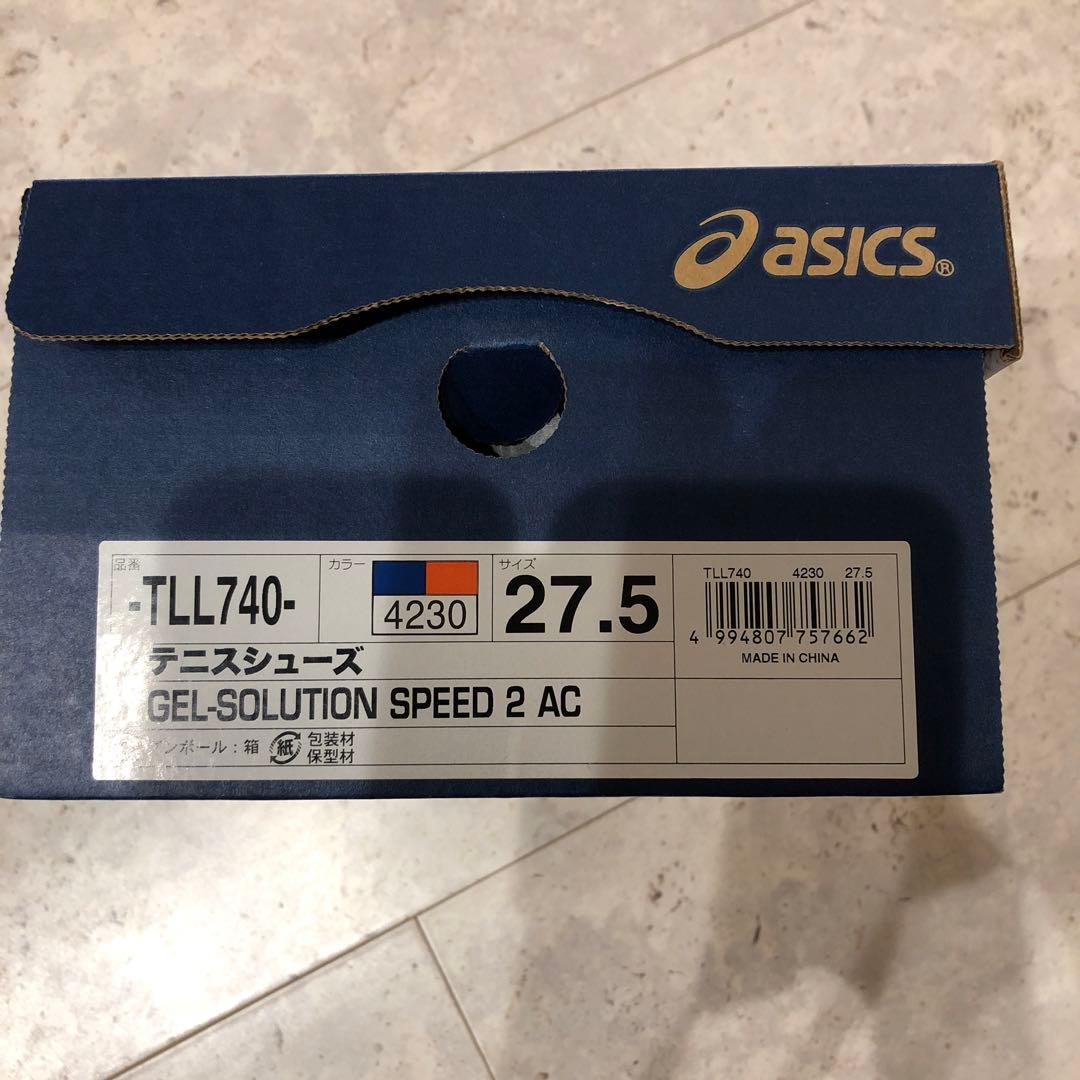 asics®
品番
-TLL740-
カラー
4230
サイズ
27.5
TLL740 4230 27.5
4 994807 757662
MADE IN CHINA
テニスシューズ
GEL-SOLUTION SPEED 2 AC
ンボール:箱 紙 包装材
保型材